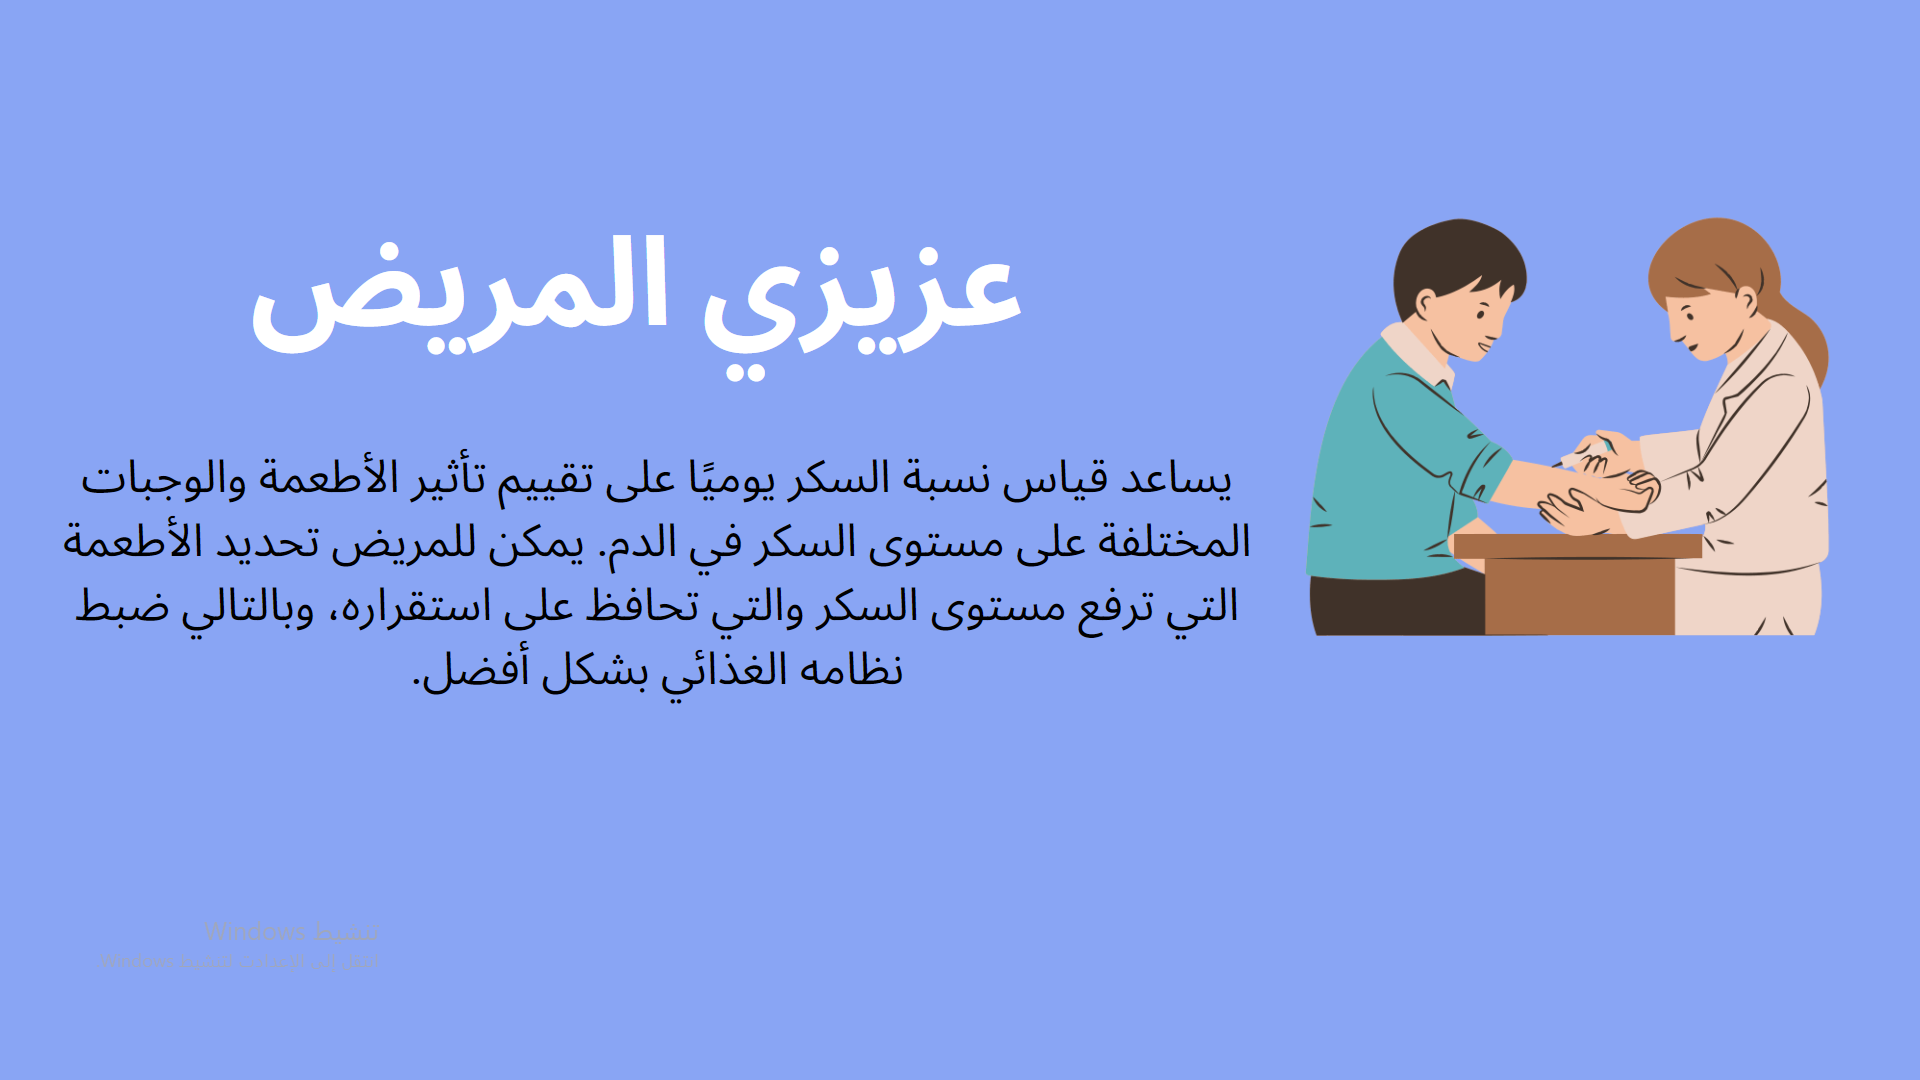 عزيزي المريض
يساعد قياس نسبة السكر يوميًا على تقييم تأثير الأطعمة والوجبات
المختلفة على مستوى السكر في الدم. يمكن للمريض تحديد الأطعمة
التي ترفع مستوى السكر والتي تحافظ على استقراره، وبالتالي ضبط
نظامه الغذائي بشكل أفضل.
تنشيط Windows
انتقل إلى الإعدادات لتنشيط Windows